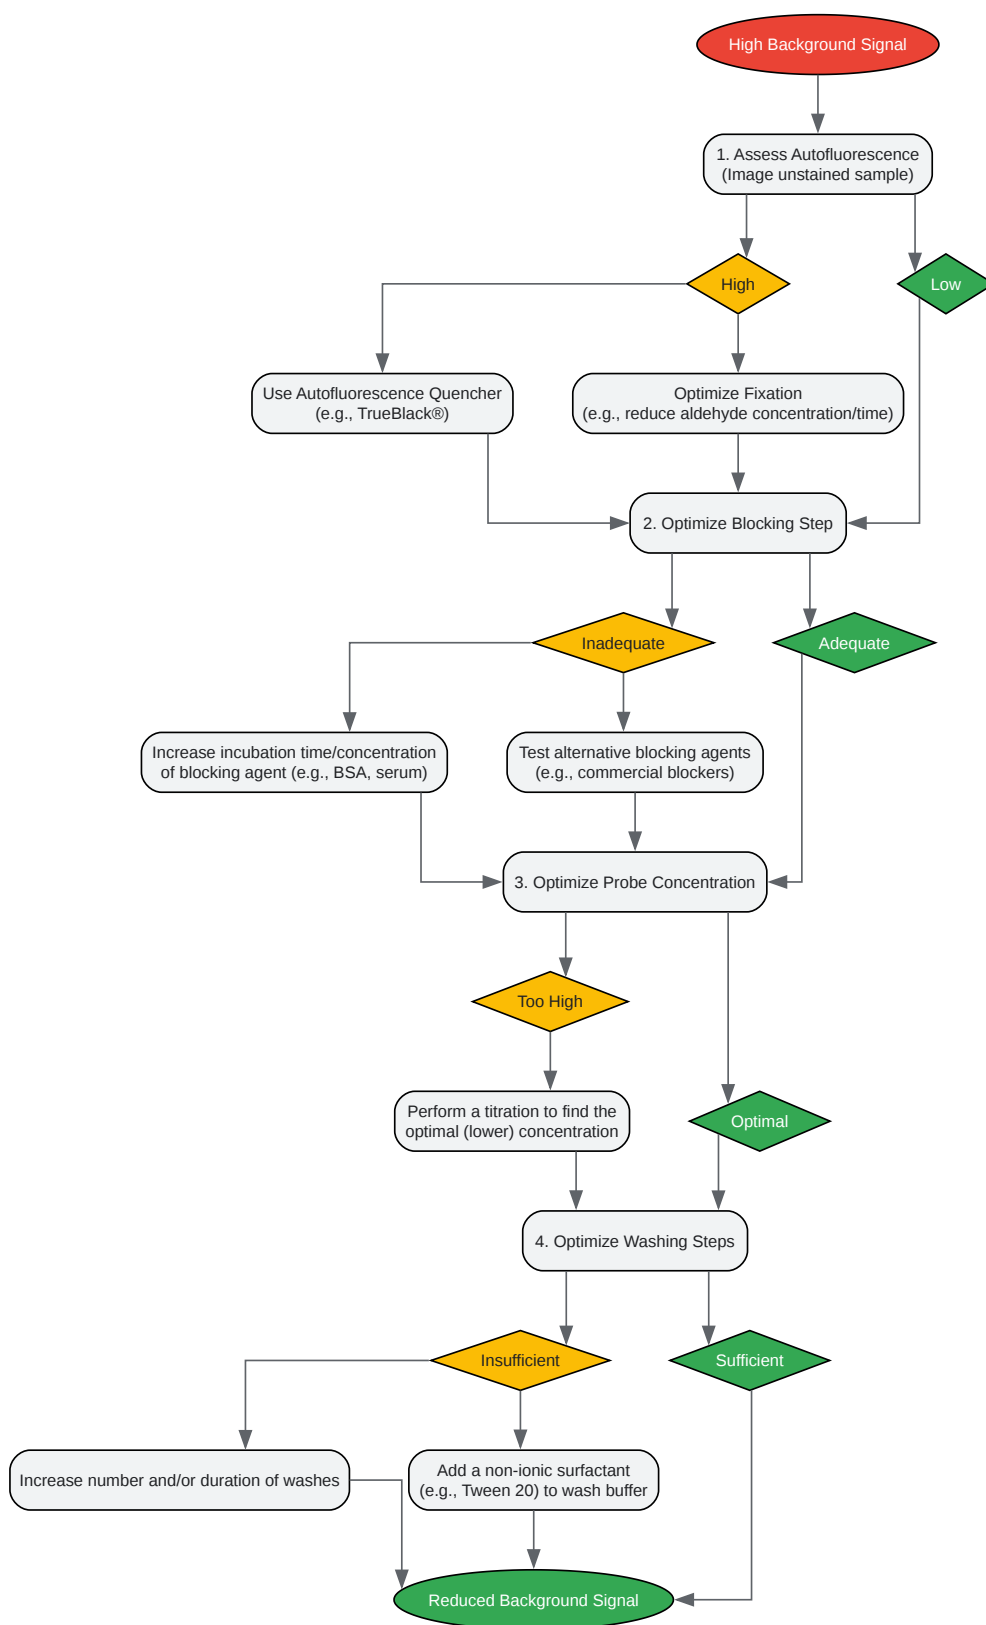 High Background Signal
1. Assess Autofluorescence
(Image unstained sample)
High
Low
Use Autofluorescence Quencher
(e.g., TrueBlack®)
Optimize Fixation
(e.g., reduce aldehyde concentration/time)
2. Optimize Blocking Step
Inadequate
Adequate
Increase incubation time/concentration
of blocking agent (e.g., BSA, serum)
Test alternative blocking agents
(e.g., commercial blockers)
3. Optimize Probe Concentration
Too High
Perform a titration to find the
optimal (lower) concentration
Optimal
4. Optimize Washing Steps
Insufficient
Sufficient
Increase number and/or duration of washes
Add a non-ionic surfactant
(e.g., Tween 20) to wash buffer
Reduced Background Signal